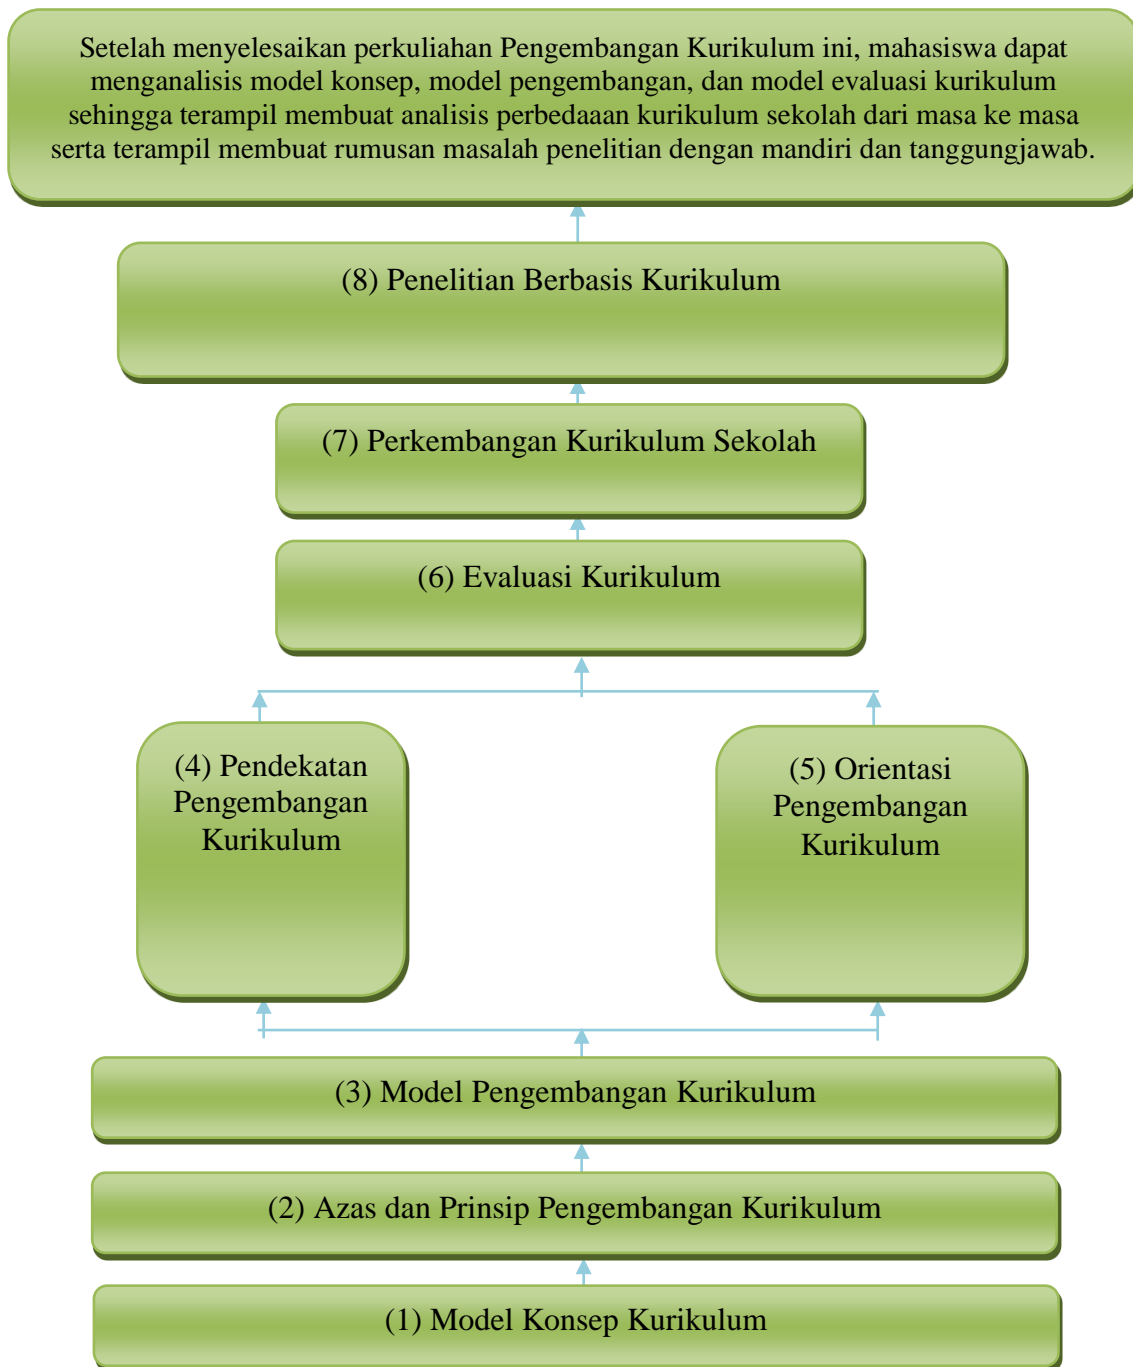 Setelah menyelesaikan perkuliahan Pengembangan Kurikulum ini, mahasiswa dapat
menganalisis model konsep, model pengembangan, dan model evaluasi kurikulum
sehingga terampil membuat analisis perbedaaan kurikulum sekolah dari masa ke masa
serta terampil membuat rumusan masalah penelitian dengan mandiri dan tanggungjawab.
(8) Penelitian Berbasis Kurikulum
(7) Perkembangan Kurikulum Sekolah
(6) Evaluasi Kurikulum
(4) Pendekatan
Pengembangan
Kurikulum
(5) Orientasi
Pengembangan
Kurikulum
(3) Model Pengembangan Kurikulum
(2) Azas dan Prinsip Pengembangan Kurikulum
(1) Model Konsep Kurikulum